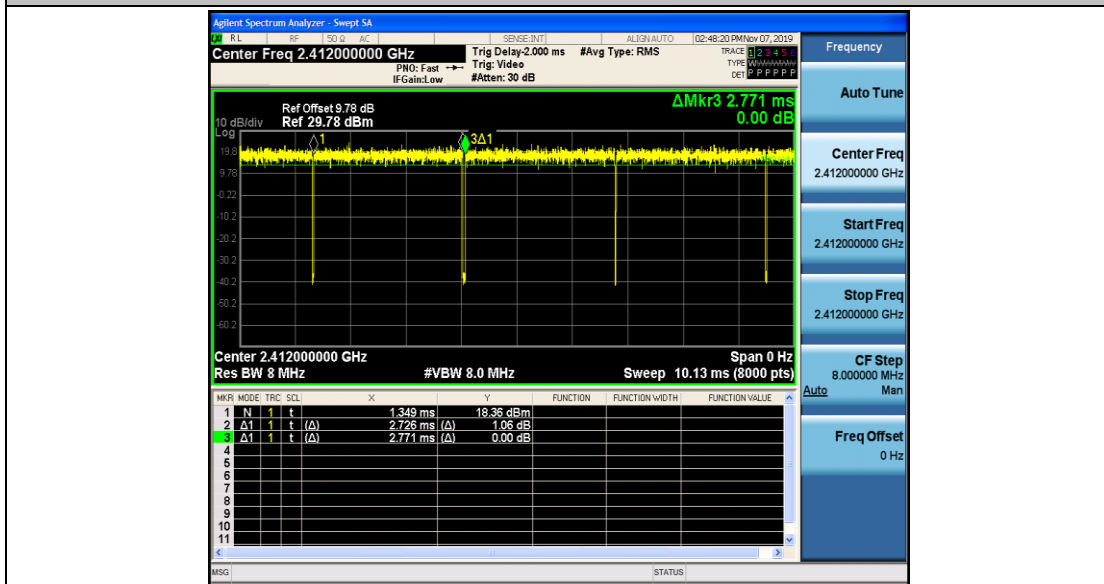 Agilent Spectrum Analyzer - Swept SA
RL RF 50 Ω AC SENSE:INT ALIGN AUTO 02:48:20 PM Nov 07, 2019
Center Freq 2.412000000 GHz
PNO: Fast
IFGain:Low
Trig Delay-2.000 ms
Trig: Video
#Atten: 30 dB
#Avg Type: RMS
TRACE 1 2 3 4 5 6
TYPE
DET P P P P P P
Ref Offset 9.78 dB
10 dB/div Ref 29.78 dBm
Log
ΔMkr3 2.771 ms
0.00 dB
1
3Δ1
19.8
9.78
-0.22
-10.2
-20.2
-30.2
-40.2
-50.2
-60.2
Center 2.412000000 GHz Span 0 Hz
Res BW 8 MHz #VBW 8.0 MHz Sweep 10.13 ms (8000 pts)
MKR MODE TRC SCL X Y FUNCTION FUNCTION WIDTH FUNCTION VALUE
1 N 1 t 1.349 ms 18.36 dBm
2 Δ1 1 t (Δ) 2.726 ms (Δ) 1.06 dB
3 Δ1 1 t (Δ) 2.771 ms (Δ) 0.00 dB
4
5
6
7
8
9
10
11
MSG STATUS
Frequency
Auto Tune
Center Freq
2.412000000 GHz
Start Freq
2.412000000 GHz
Stop Freq
2.412000000 GHz
CF Step
8.000000 MHz
Auto Man
Freq Offset
0 Hz